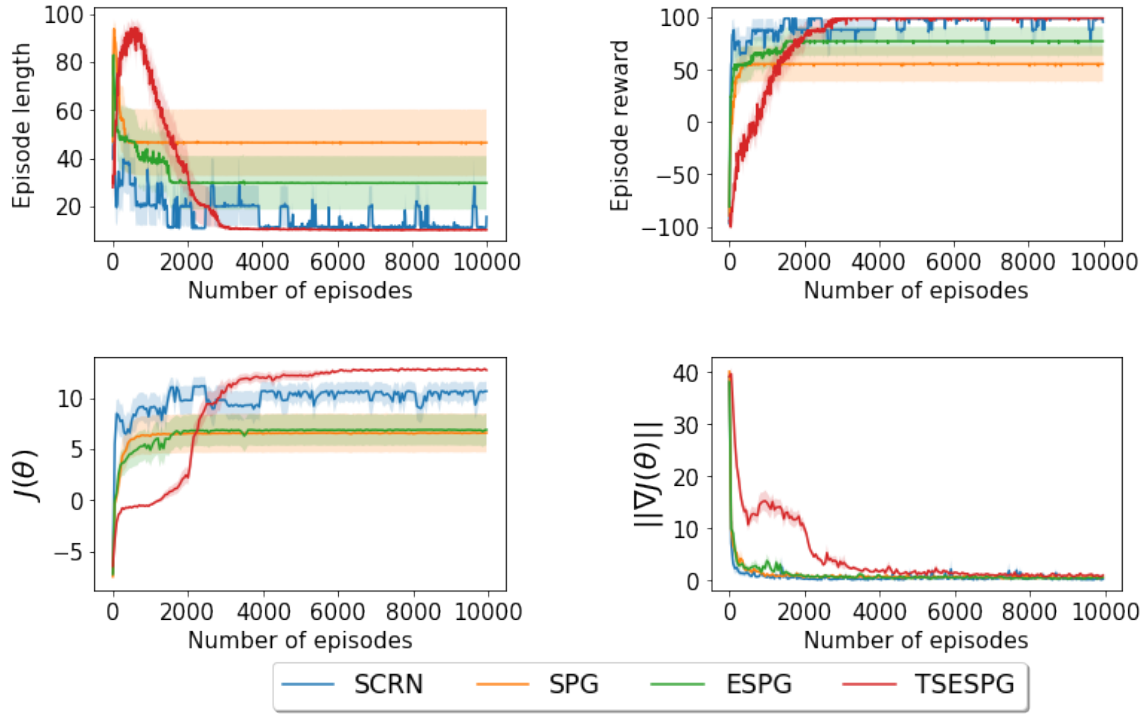 Episode length
100
80
60
40
20
0 2000 4000 6000 8000 10000
Number of episodes
Episode reward
100
50
0
−50
−100
0 2000 4000 6000 8000 10000
Number of episodes
J(θ)
10
5
0
−5
0 2000 4000 6000 8000 10000
Number of episodes
||∇J(θ)||
40
30
20
10
0
0 2000 4000 6000 8000 10000
Number of episodes
SCRN SPG ESPG TSESPG